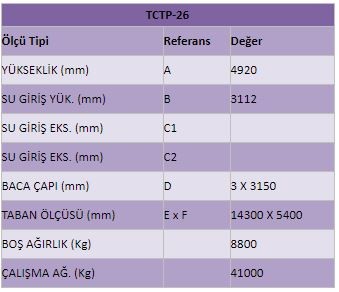 TCTP-26
Ölçü Tipi Referans Değer
YÜKSEKLİK (mm) A 4920
SU GİRİŞ YÜK. (mm) B 3112
SU GİRİŞ EKS. (mm) C1
SU GİRİŞ EKS. (mm) C2
BACA ÇAPI (mm) D 3 X 3150
TABAN ÖLÇÜSÜ (mm) E x F 14300 X 5400
BOŞ AĞIRLIK (Kg) 8800
ÇALIŞMA AĞ. (Kg) 41000